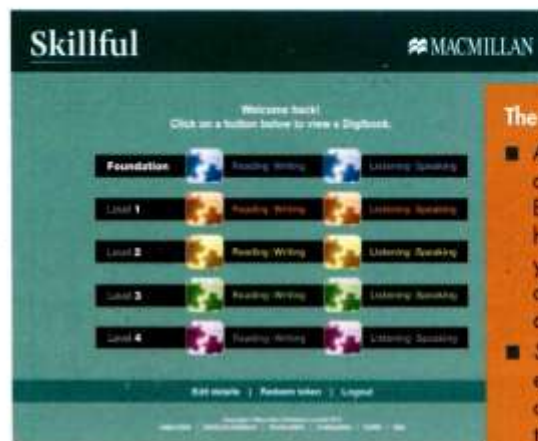 Skillful
MACMILLAN
Welcome back!
Click on a button below to view a Digibook.
Foundation Reading Writing Listening Speaking
Level 1 Reading Writing Listening Speaking
Level 2 Reading Writing Listening Speaking
Level 3 Reading Writing Listening Speaking
Level 4 Reading Writing Listening Speaking
Edit details | Redeem token | Logout
The